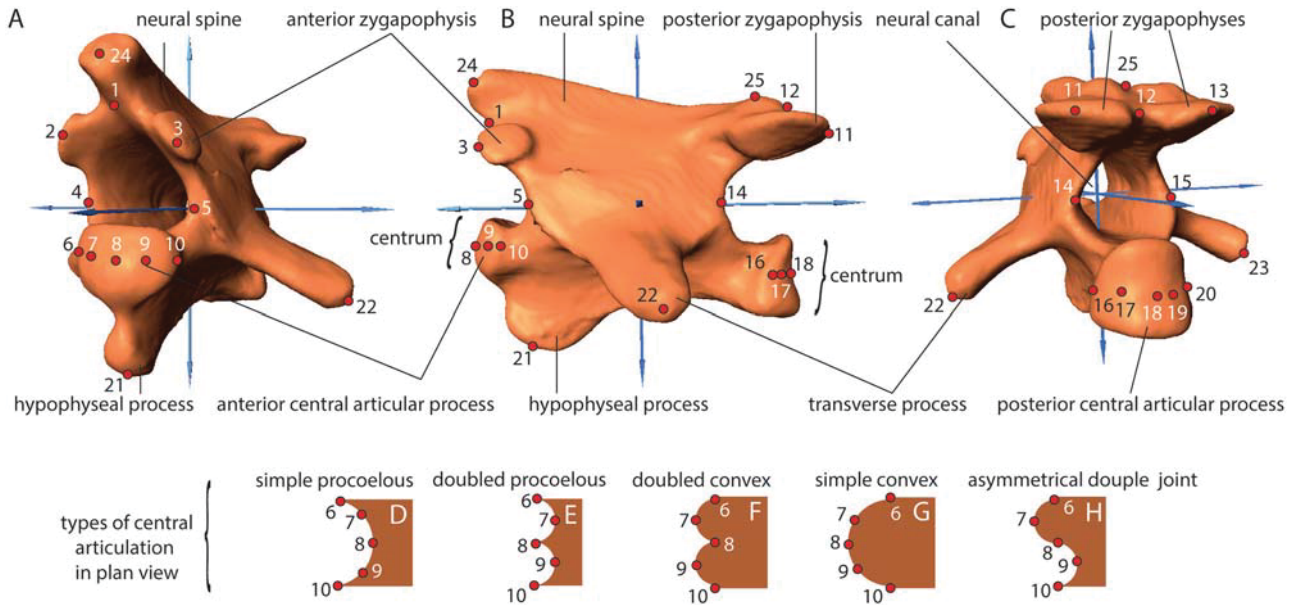 A neural spine anterior zygapophysis B neural spine posterior zygapophysis neural canal C posterior zygapophyses
24
1
2
3
4
5
6 7 8 9 10
22
21
24
1
3
5
centrum
8 9 10
25
12
11
14
16 17 18
centrum
22
21
25
11
12
13
14
15
16 17 18 19 20
22
23
hypophyseal process anterior central articular process hypophyseal process transverse process posterior central articular process
types of central
articulation
in plan view
simple procoelous
D
6
7
8
9
10
doubled procoelous
E
6
7
8
9
10
doubled convex
F
6
7
8
9
10
simple convex
G
6
7
8
9
10
asymmetrical douple joint
H
6
7
8
9
10